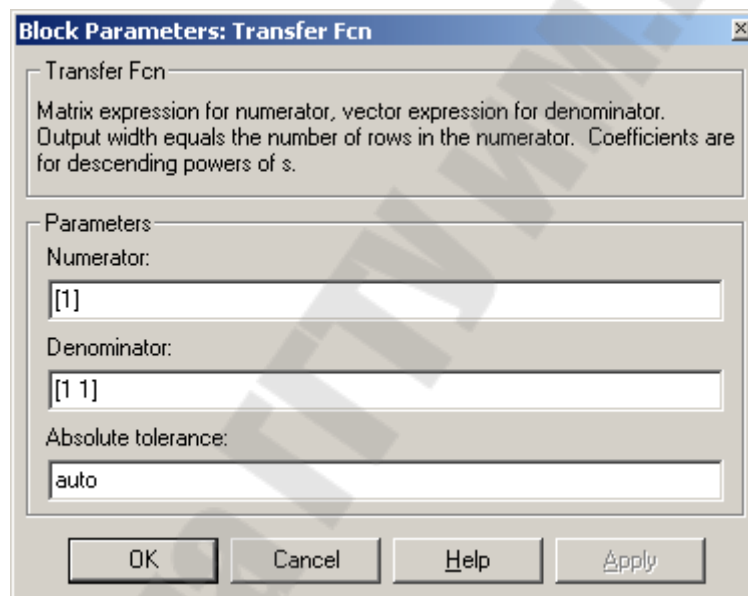 Block Parameters: Transfer Fcn
Transfer Fcn
Matrix expression for numerator, vector expression for denominator.
Output width equals the number of rows in the numerator. Coefficients are
for descending powers of s.
Parameters
Numerator:
[1]
Denominator:
[1 1]
Absolute tolerance:
auto
OK Cancel Help Apply
ГГТУ